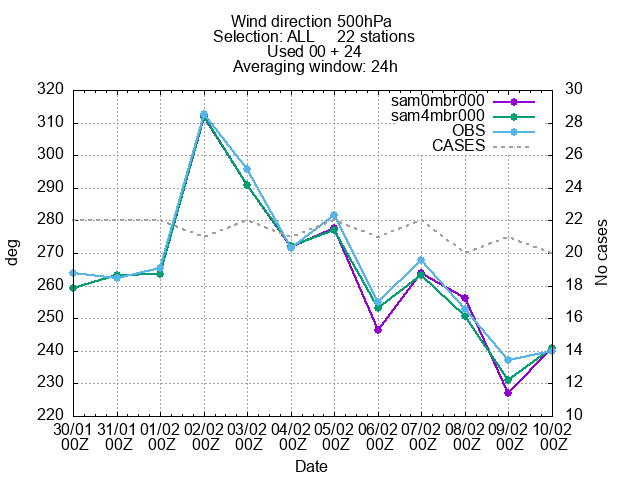 Wind direction 500hPa
Selection: ALL 22 stations
Used 00 + 24
Averaging window: 24h
320 30
310 28
300 26
290 24
280 22
270 20
260 18
250 16
240 14
230 12
220 10
sam0mbr000
sam4mbr000
OBS
CASES
deg
No cases
30/01 31/01 01/02 02/02 03/02 04/02 05/02 06/02 07/02 08/02 09/02 10/02
00Z 00Z 00Z 00Z 00Z 00Z 00Z 00Z 00Z 00Z 00Z 00Z
Date